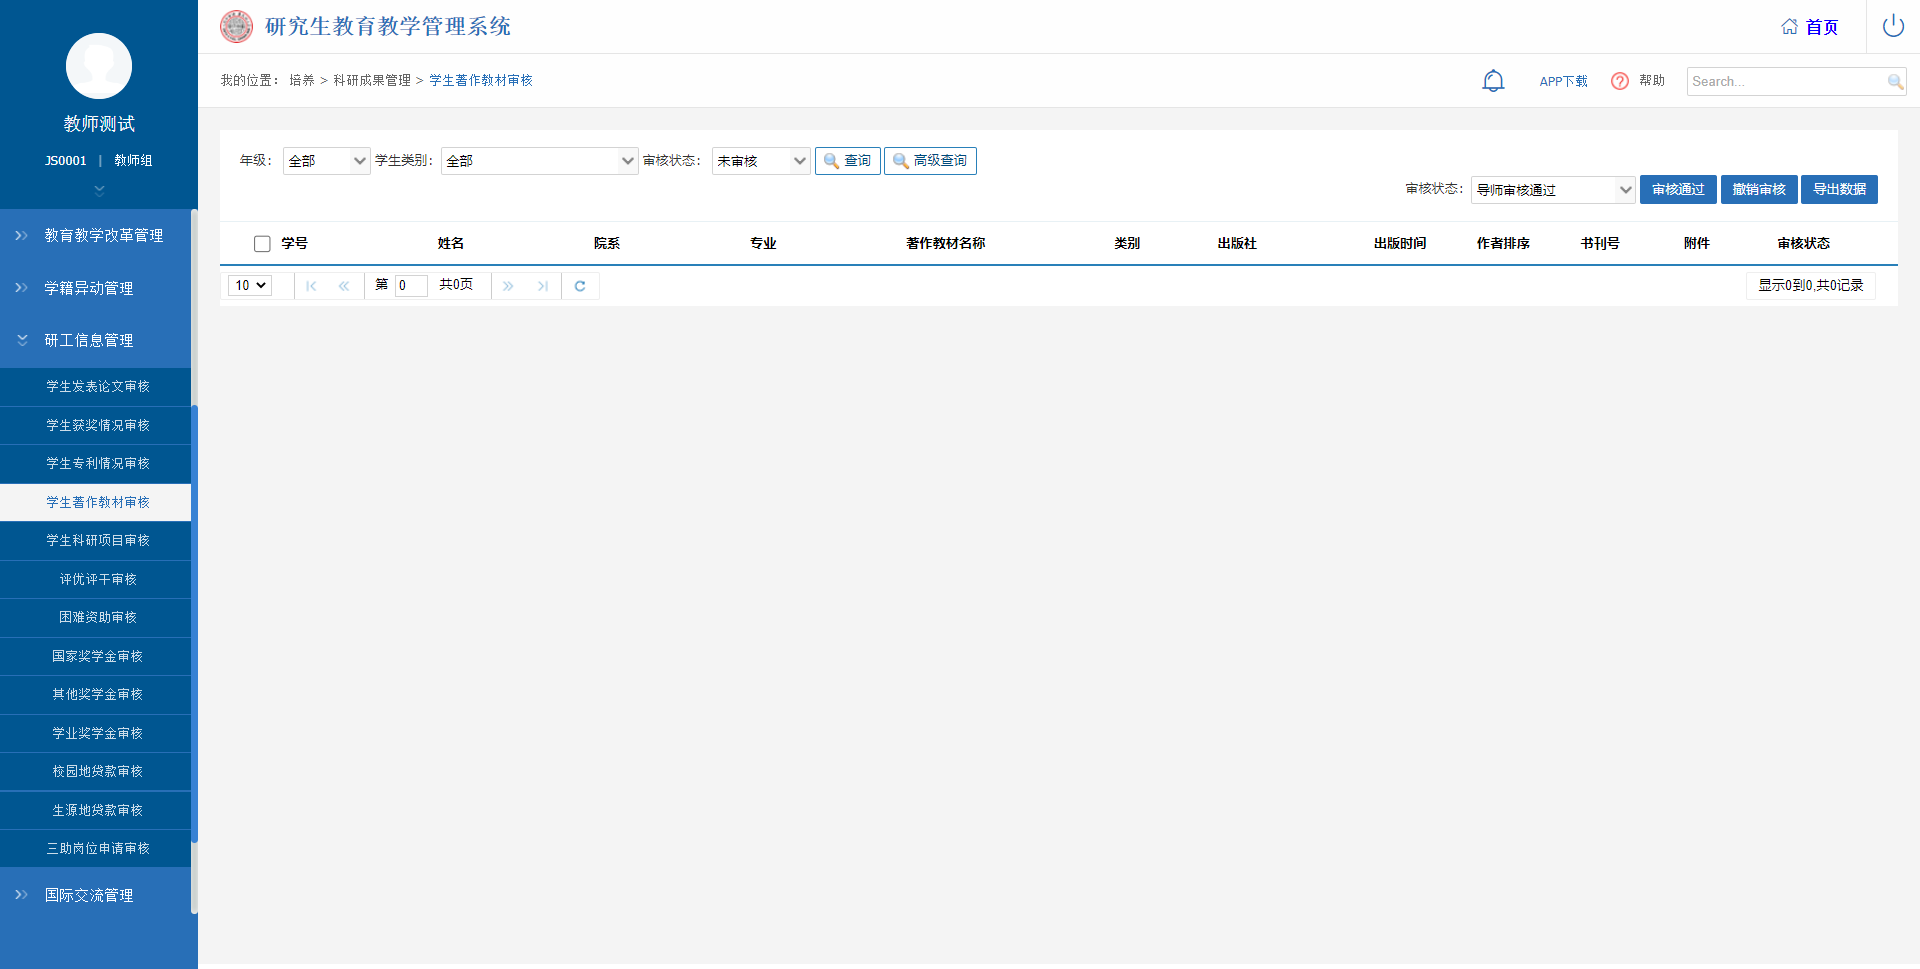 研究生教育教学管理系统
首页
我的位置： 培养 > 科研成果管理 > 学生著作教材审核
APP下载
帮助
Search...
教师测试
JS0001 | 教师组
教育教学改革管理
学籍异动管理
研工信息管理
学生发表论文审核
学生获奖情况审核
学生专利情况审核
学生著作教材审核
学生科研项目审核
评优评干审核
困难资助审核
国家奖学金审核
其他奖学金审核
学业奖学金审核
校园地贷款审核
生源地贷款审核
三助岗位申请审核
国际交流管理
年级： 全部 学生类别： 全部 审核状态： 未审核 查询 高级查询
审核状态： 导师审核通过 审核通过 撤销审核 导出数据
学号 姓名 院系 专业 著作教材名称 类别 出版社 出版时间 作者排序 书刊号 附件 审核状态
10 第 0 共0页 显示0到0,共0记录